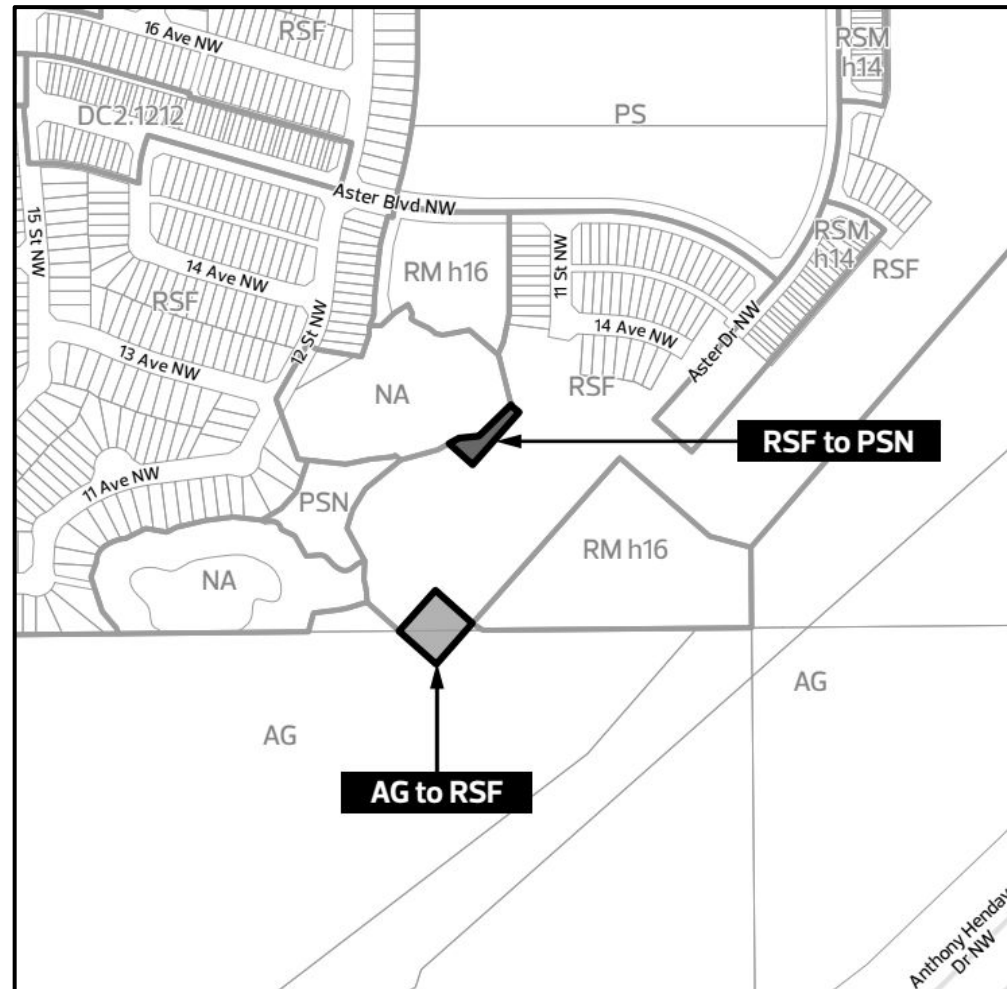 16 Ave NW
RSF
RSM
h14
DC2.1212
PS
Aster Blvd NW
15 St NW
14 Ave NW
RSF
RM h16
11 St NW
RSM
h14
RSF
12 St NW
14 Ave NW
Aster Dr NW
13 Ave NW
NA
RSF
RSF to PSN
11 Ave NW
PSN
RM h16
NA
AG
AG
AG to RSF
Anthony Henday
Dr NW